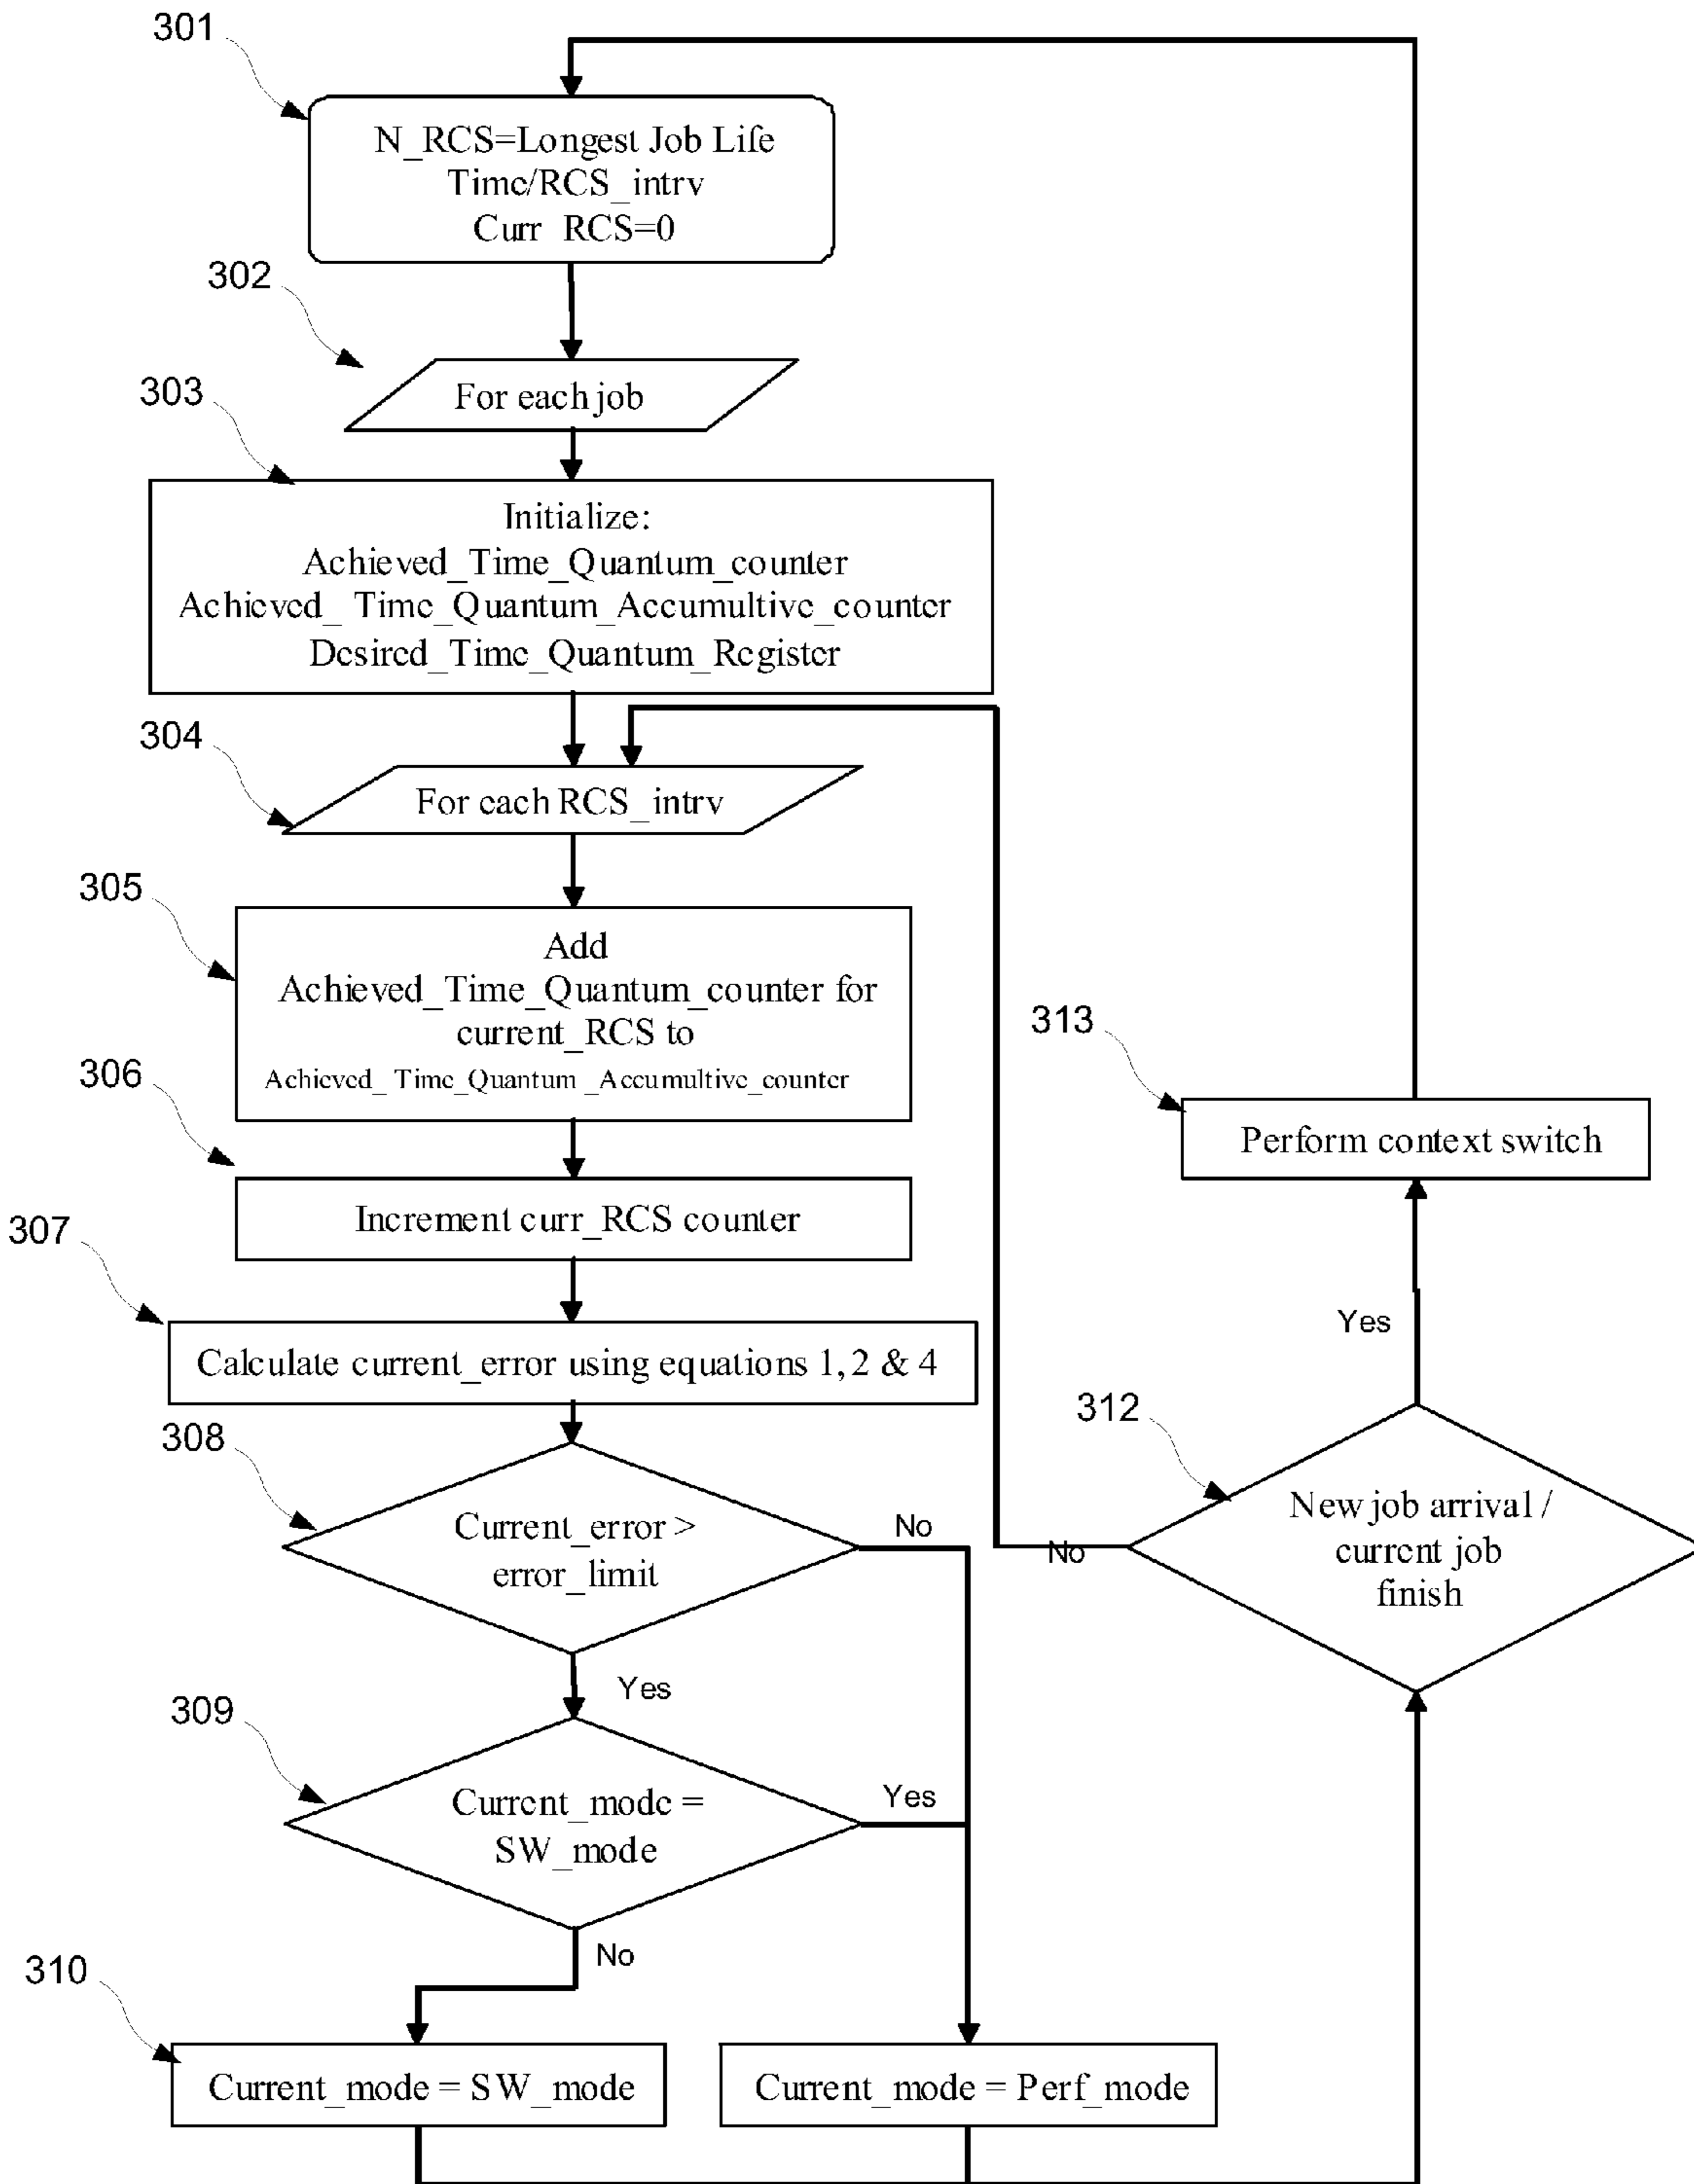 301
N_RCS=Longest Job Life
Time/RCS_intrv
Curr RCS=0
302
For each job
303
Initialize:
Achieved_Time_Quantum_counter
Achieved_ Time_Quantum_Accumultive_counter
Desired_Time_Quantum_Register
304
For each RCS_intrv
305
Add
Achieved_Time_Quantum_counter for
current_RCS to
Achieved_ Time_Quantum _Accumultive_counter
306
Increment curr_RCS counter
307
Calculate current_error using equations 1, 2 & 4
308
Current_error >
error_limit
No
Yes
309
Current_mode =
SW_mode
Yes
No
310
Current_mode = SW_mode
Current_mode = Perf_mode
312
New job arrival /
current job
finish
No
Yes
313
Perform context switch